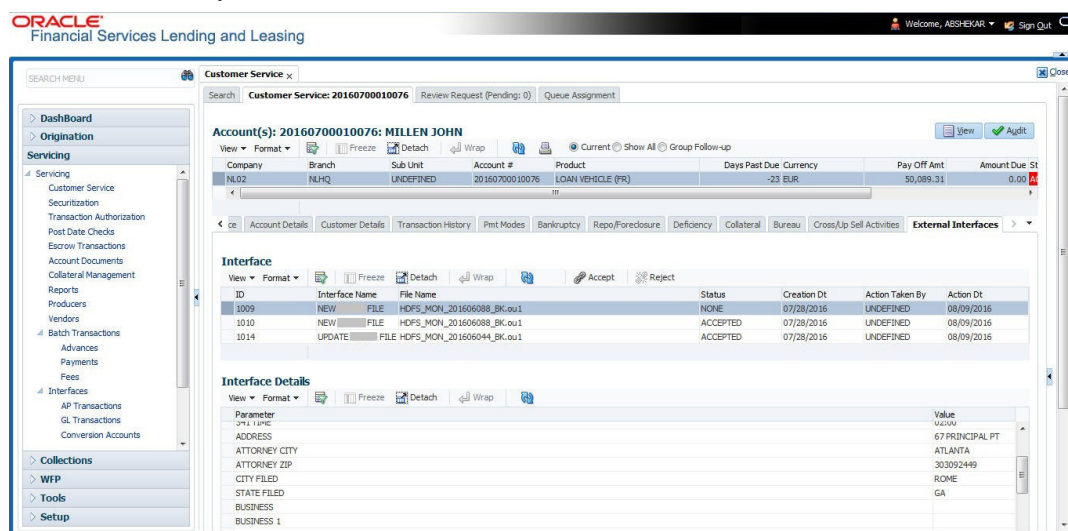 ORACLE
Financial Services Lending and Leasing
Welcome, ABSHEKAR Sign Out
Close
SEARCH MENU
DashBoard
Origination
Servicing
Servicing
Customer Service
Securitization
Transaction Authorization
Post Date Checks
Escrow Transactions
Account Documents
Collateral Management
Reports
Producers
Vendors
Batch Transactions
Advances
Payments
Fees
Interfaces
AP Transactions
GL Transactions
Conversion Accounts
Collections
WFP
Tools
Setup
Customer Service x
Search Customer Service: 20160700010076 Review Request (Pending: 0) Queue Assignment
Account(s): 20160700010076: MILLEN JOHN
View Audit
View Format Freeze Detach Wrap Current Show All Group Follow-up
Company Branch Sub Unit Account # Product Days Past Due Currency Pay Off Amt Amount Due St
NL02 NLHQ UNDEFINED 20160700010076 LOAN VEHICLE (FR) -23 EUR 50,089.31 0.00
ce Account Details Customer Details Transaction History Pmt Modes Bankruptcy Repo/Foreclosure Deficiency Collateral Bureau Cross/Up Sell Activities External Interfaces
Interface
View Format Freeze Detach Wrap Accept Reject
ID Interface Name File Name Status Creation Dt Action Taken By Action Dt
1009 NEW FILE HDFS_MON_201606088_BK.ou1 NONE 07/28/2016 UNDEFINED 08/09/2016
1010 NEW FILE HDFS_MON_201606088_BK.ou1 ACCEPTED 07/28/2016 UNDEFINED 08/09/2016
1014 UPDATE FILE HDFS_MON_201606044_BK.ou1 ACCEPTED 07/28/2016 UNDEFINED 08/09/2016
Interface Details
View Format Freeze Detach Wrap
Parameter Value
341 TIME 02:00
ADDRESS 67 PRINCIPAL PT
ATTORNEY CITY ATLANTA
ATTORNEY ZIP 303092449
CITY FILED ROME
STATE FILED GA
BUSINESS
BUSINESS 1